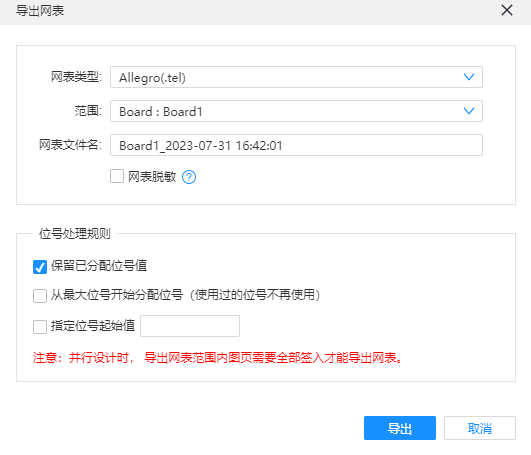 导出网表
网表类型: Allegro(.tel)
范围: Board : Board1
网表文件名: Board1_2023-07-31 16:42:01
网表脱敏 ?
位号处理规则
保留已分配位号值
从最大位号开始分配位号（使用过的位号不再使用）
指定位号起始值
注意：并行设计时， 导出网表范围内图页需要全部签入才能导出网表。
导出 取消